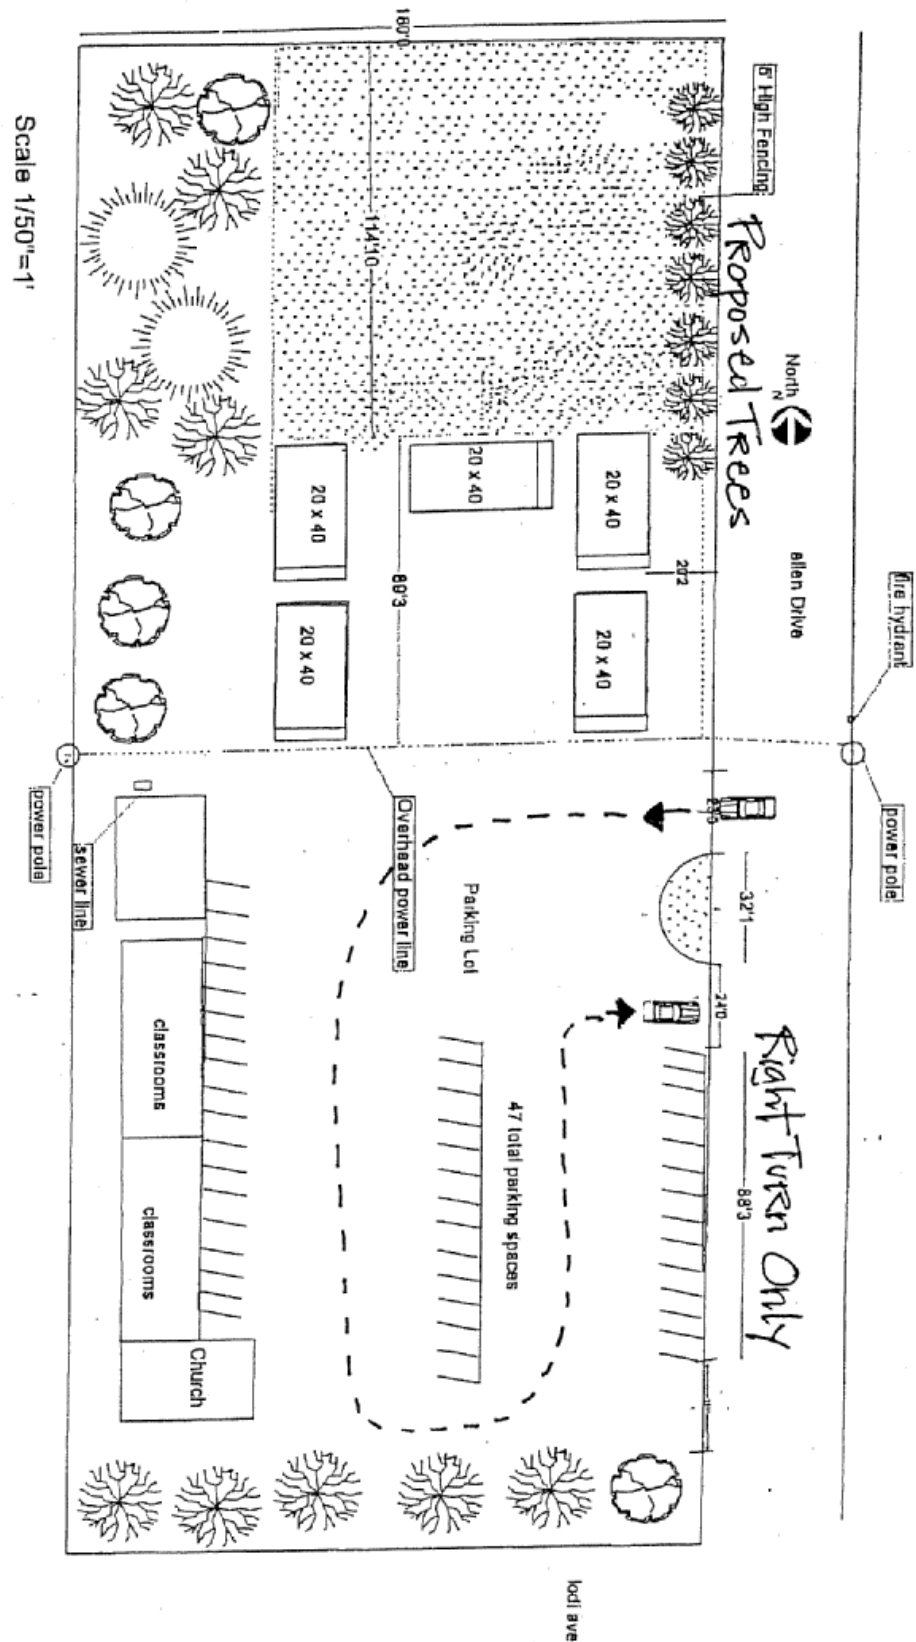 180'0
6' High Fencing
PROPOSED TREES
North
N
allen Drive
fire hydrant
power pole
114'10
20 x 40
20 x 40
20 x 40
20 x 40
20 x 40
20'2
89'3
Scale 1/50"=1'
power pole
sewer line
Overhead power line
Parking Lot
32'1
24'0
Right Turn Only
88'3
47 total parking spaces
classrooms
classrooms
Church
lodi ave